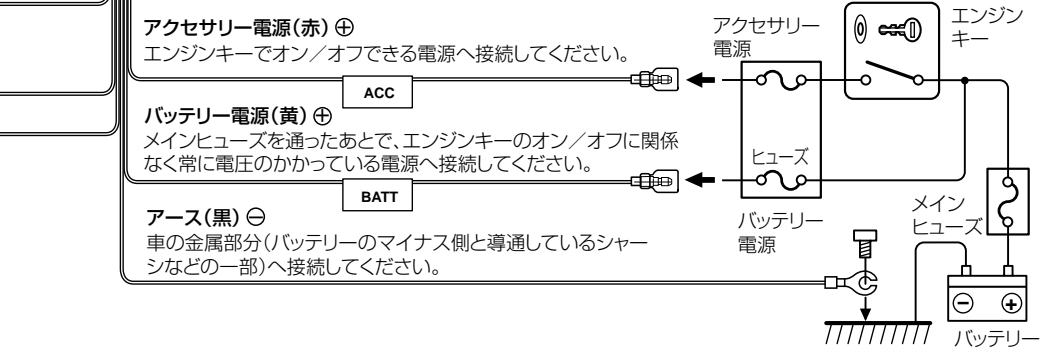 アクセサリー電源（赤）⊕
エンジンキーでオン／オフできる電源へ接続してください。
ACC
バッテリー電源（黄）⊕
メインヒューズを通ったあとで、エンジンキーのオン／オフに関係
なく常に電圧のかかっている電源へ接続してください。
BATT
アース（黒）⊖
車の金属部分（バッテリーのマイナス側と導通しているシャー
シなどの一部）へ接続してください。
アクセサリー
電源
エンジン
キー
ヒューズ
バッテリー
電源
メイン
ヒューズ
⊖ ⊕
バッテリー